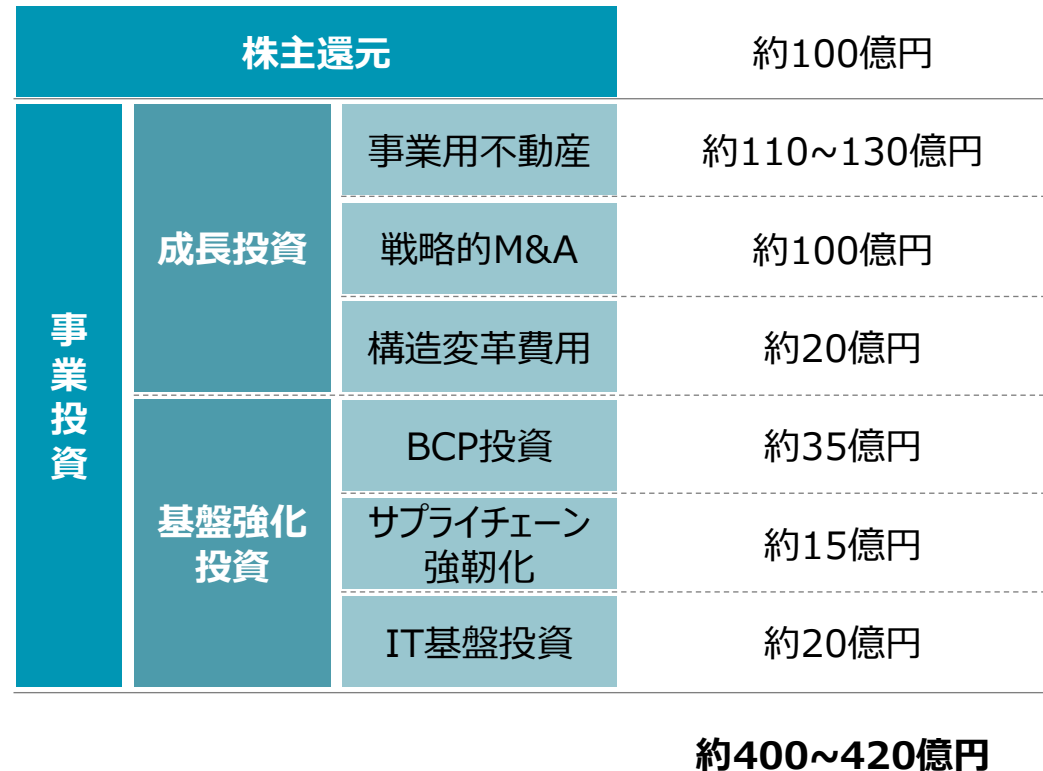 株主還元
約100億円
事業投資
成長投資
事業用不動産
約110~130億円
戦略的M&A
約100億円
構造変革費用
約20億円
基盤強化
投資
BCP投資
約35億円
サプライチェーン
強靭化
約15億円
IT基盤投資
約20億円
約400~420億円